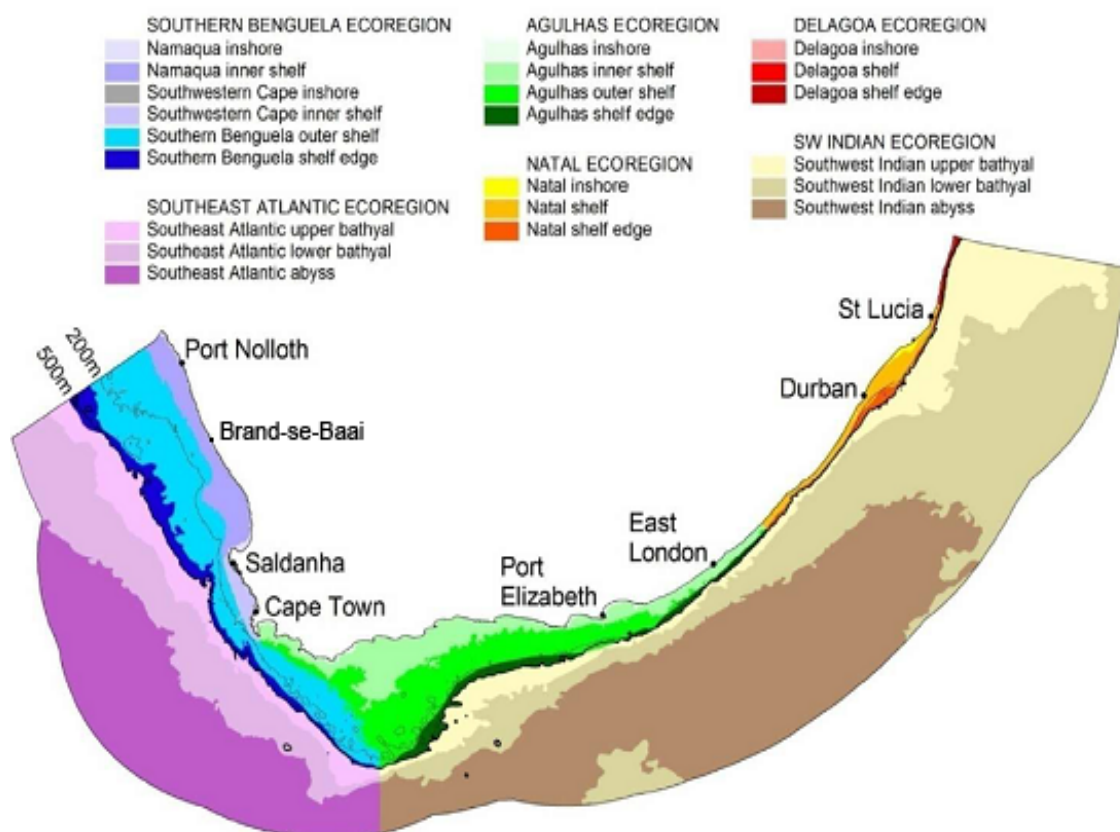 SOUTHERN BENGUELA ECOREGION
Namaqua inshore
Namaqua inner shelf
Southwestern Cape inshore
Southwestern Cape inner shelf
Southern Benguela outer shelf
Southern Benguela shelf edge
SOUTHEAST ATLANTIC ECOREGION
Southeast Atlantic upper bathyal
Southeast Atlantic lower bathyal
Southeast Atlantic abyss
AGULHAS ECOREGION
Agulhas inshore
Agulhas inner shelf
Agulhas outer shelf
Agulhas shelf edge
NATAL ECOREGION
Natal inshore
Natal shelf
Natal shelf edge
DELAGOA ECOREGION
Delagoa inshore
Delagoa shelf
Delagoa shelf edge
SW INDIAN ECOREGION
Southwest Indian upper bathyal
Southwest Indian lower bathyal
Southwest Indian abyss
200m
500m
Port Nolloth
Brand-se-Baai
Saldanha
Cape Town
Port
Elizabeth
East
London
Durban
St Lucia